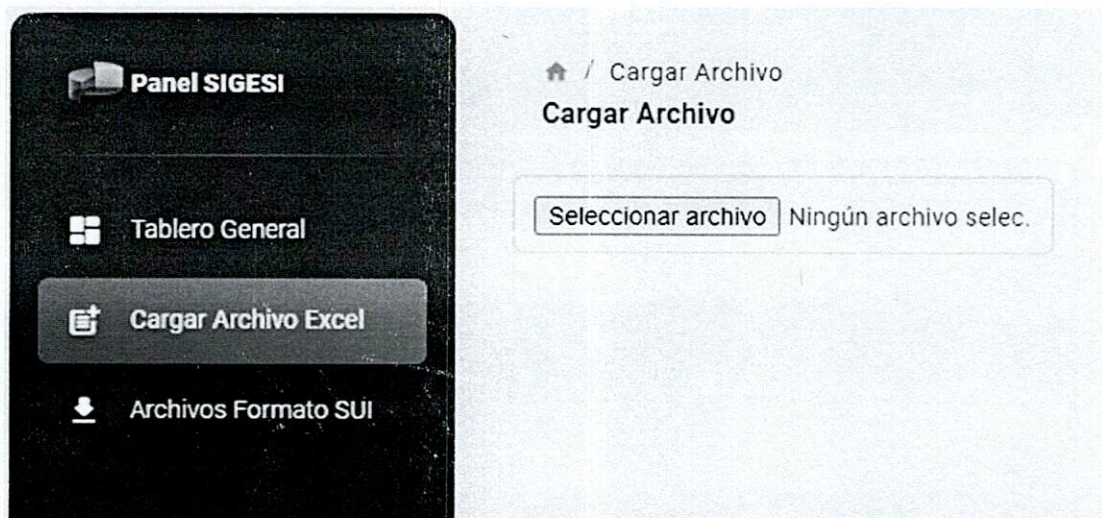 Panel SIGESI
Tablero General
Cargar Archivo Excel
Archivos Formato SUI
/ Cargar Archivo
Cargar Archivo
Seleccionar archivo Ningún archivo selec.